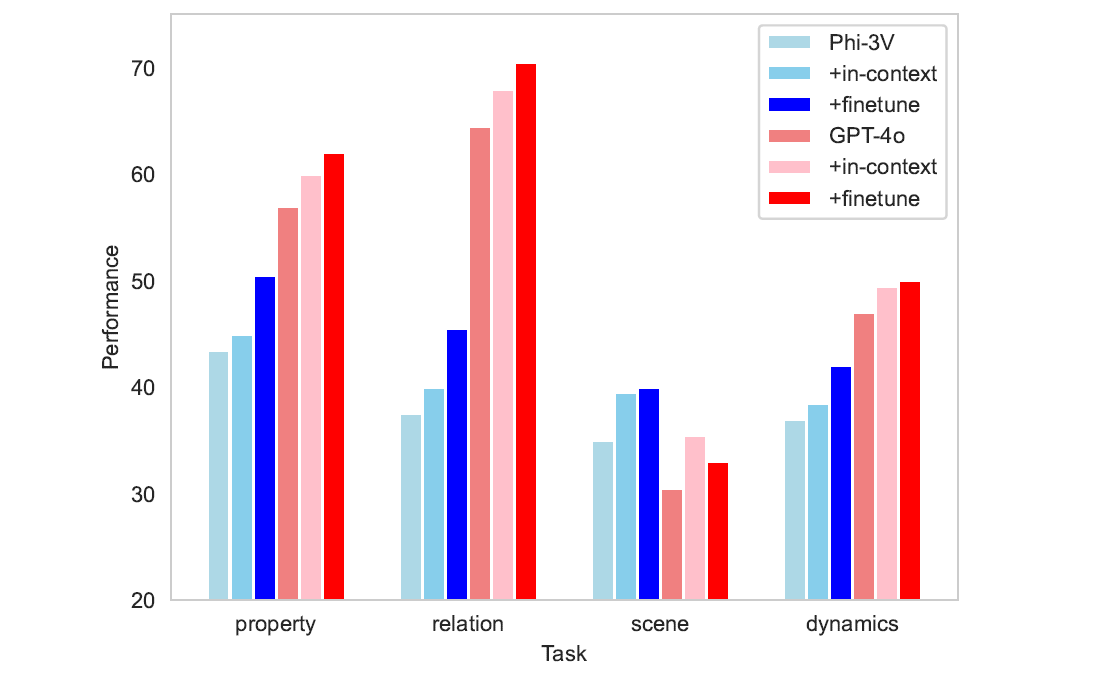 Phi-3V
+in-context
+finetune
GPT-4o
+in-context
+finetune
Performance
70
60
50
40
30
20
property relation scene dynamics
Task